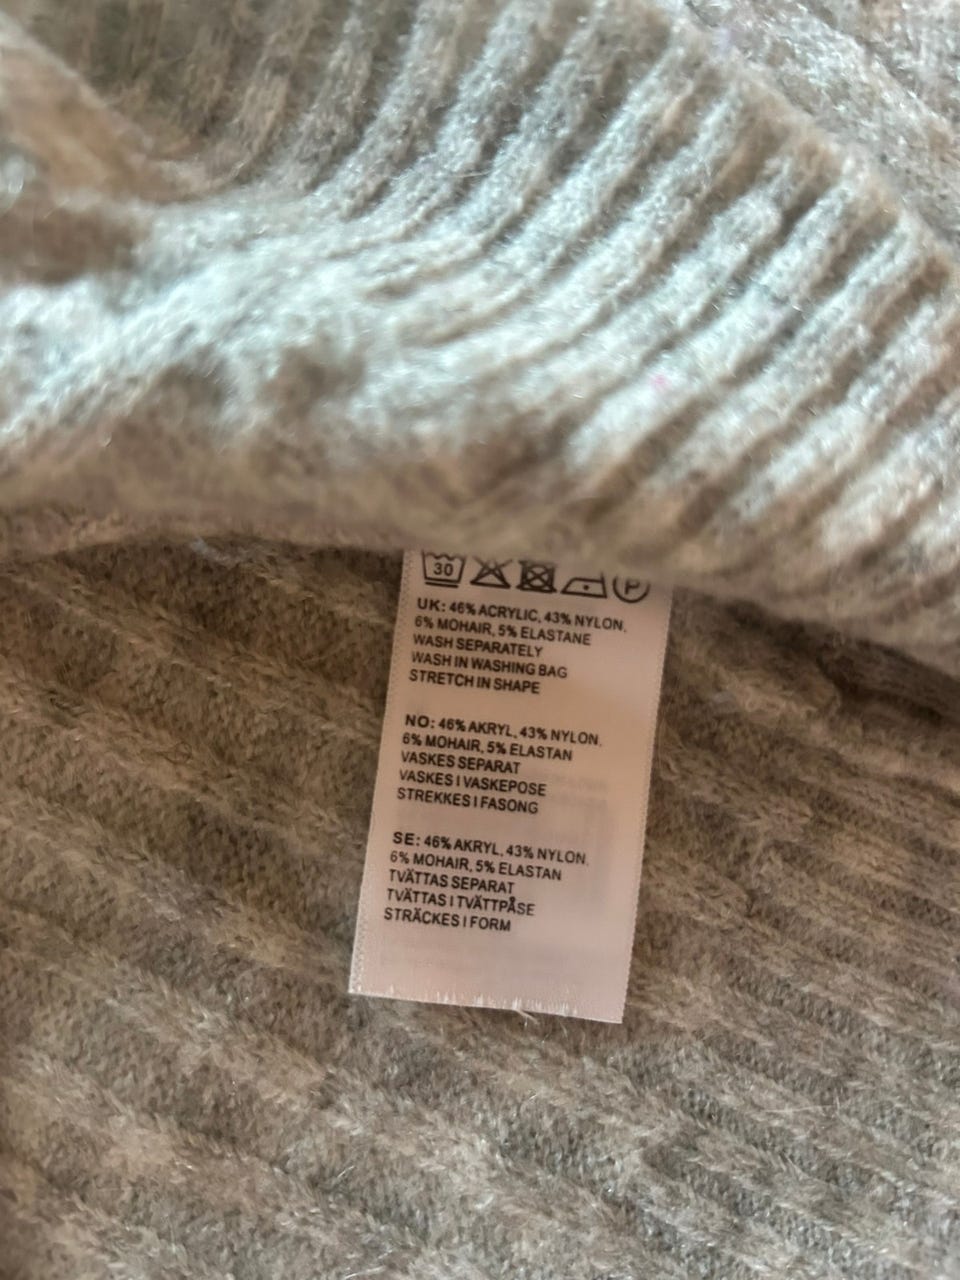 30 P
UK: 46% ACRYLIC, 43% NYLON,
6% MOHAIR, 5% ELASTANE
WASH SEPARATELY
WASH IN WASHING BAG
STRETCH IN SHAPE
NO: 46% AKRYL, 43% NYLON,
6% MOHAIR, 5% ELASTAN
VASKES SEPARAT
VASKES I VASKEPOSE
STREKKES I FASONG
SE: 46% AKRYL, 43% NYLON,
6% MOHAIR, 5% ELASTAN
TVÄTTAS SEPARAT
TVÄTTAS I TVÄTTPÅSE
STRÄCKES I FORM